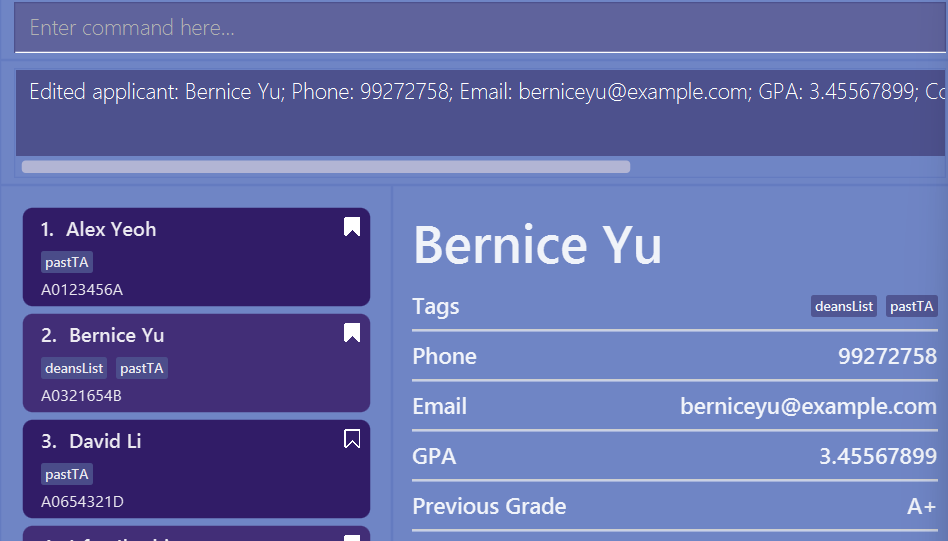 Enter command here...
Edited applicant: Bernice Yu; Phone: 99272758; Email: berniceyu@example.com; GPA: 3.45567899; Co
1. Alex Yeoh
pastTA
A0123456A
2. Bernice Yu
deansList pastTA
A0321654B
3. David Li
pastTA
A0654321D
Bernice Yu
Tags deansList pastTA
Phone 99272758
Email berniceyu@example.com
GPA 3.45567899
Previous Grade A+